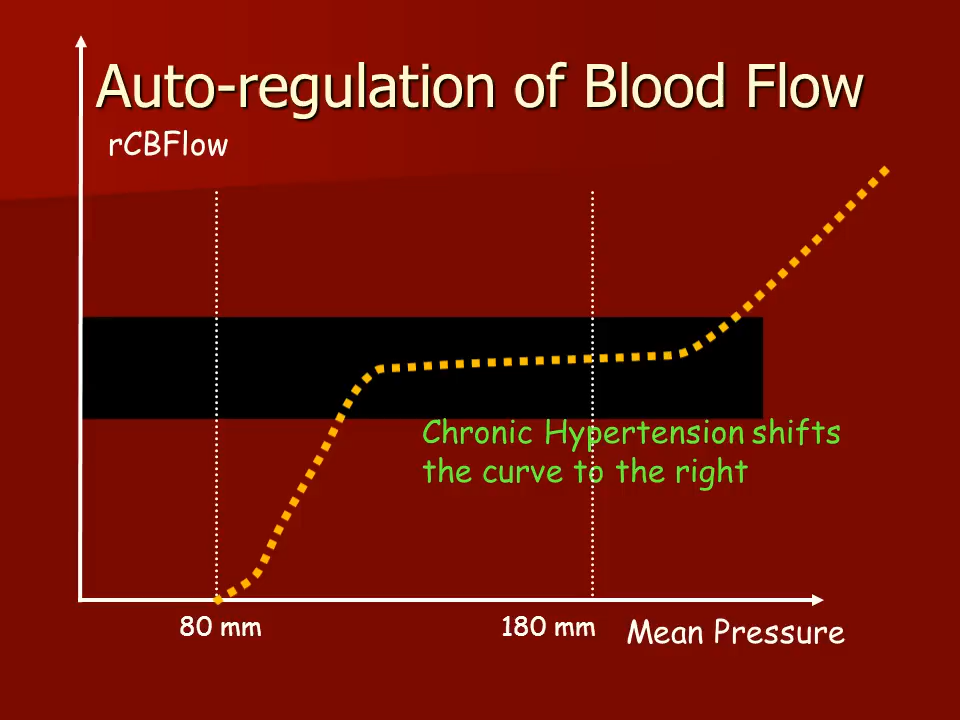 Auto-regulation of Blood Flow
rCBFlow
Chronic Hypertension shifts
the curve to the right
80 mm
180 mm
Mean Pressure